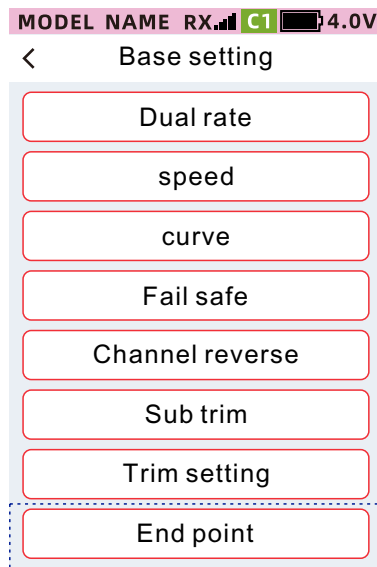 MODEL NAME RX C1 4.0V
Base setting
Dual rate
speed
curve
Fail safe
Channel reverse
Sub trim
Trim setting
End point